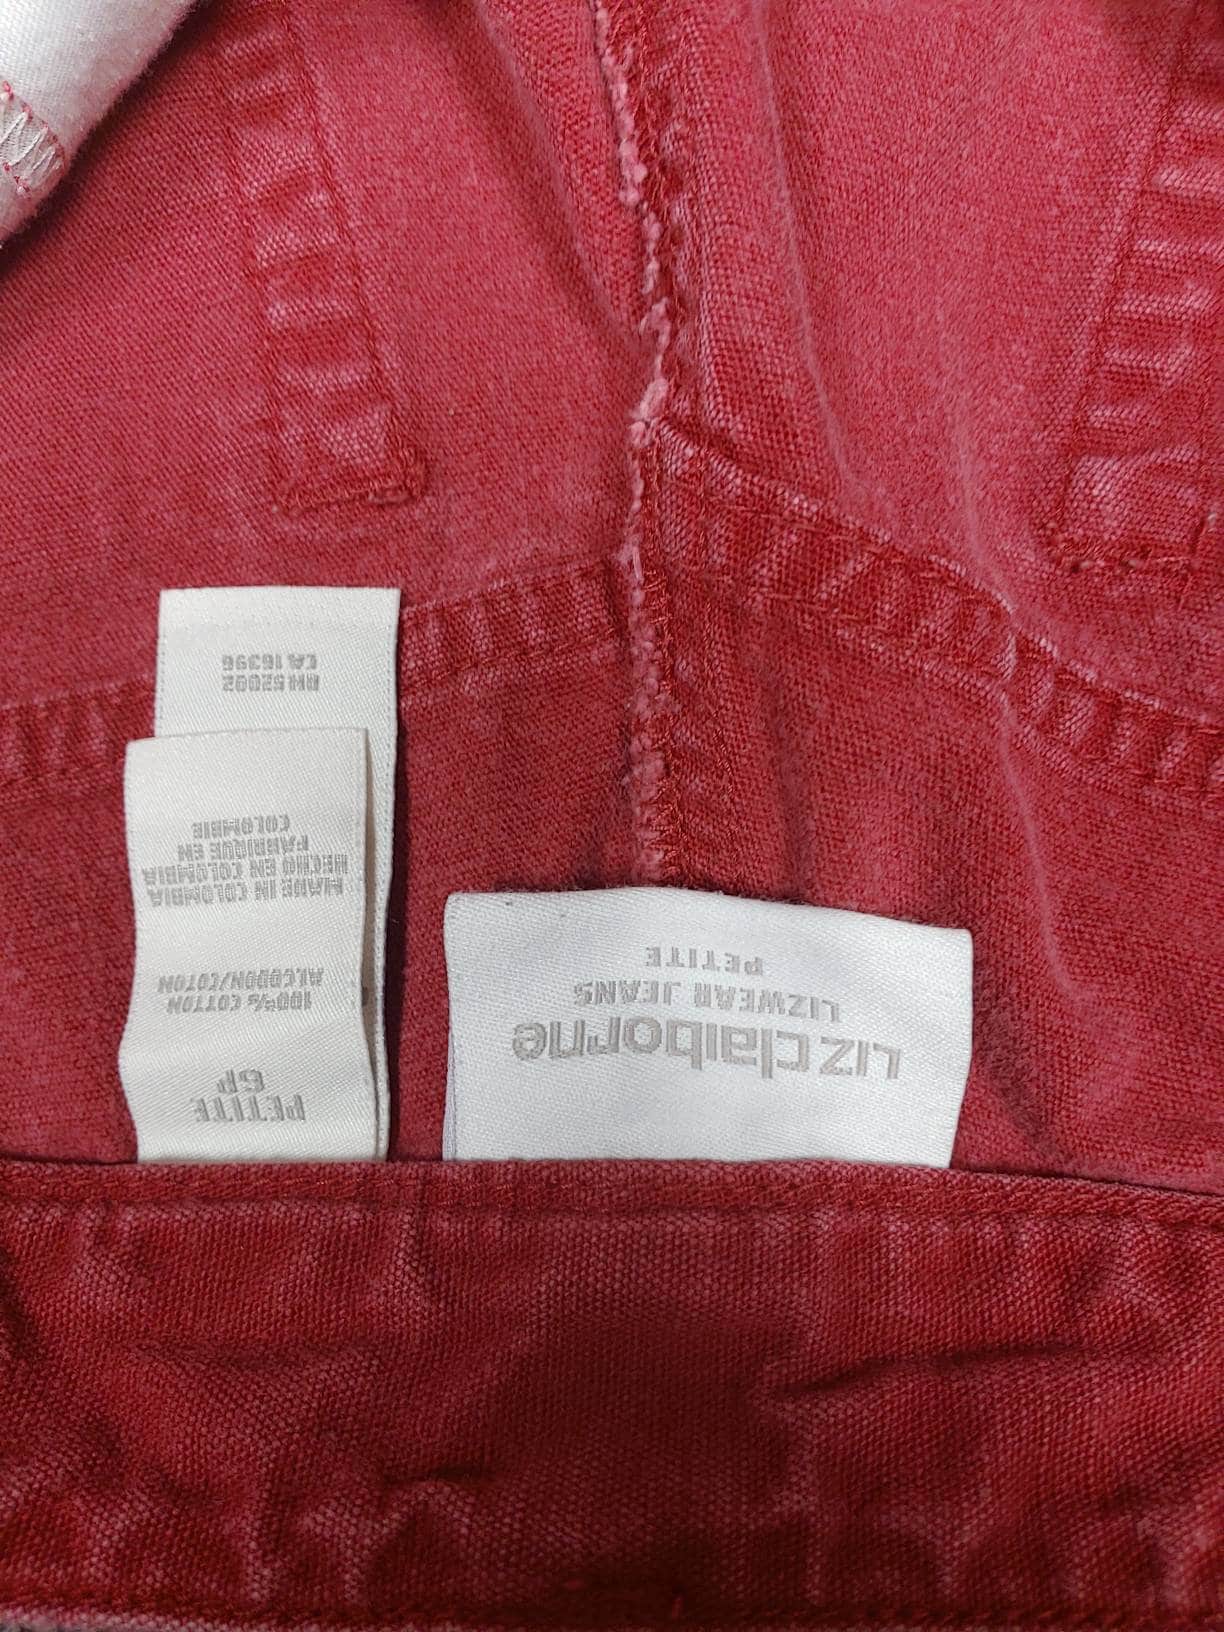 LIZ claiborne
LIZWEAR JEANS
PETITE
PETITE
6P
100% COTTON
ALGODON/COTON
MADE IN COLOMBIA
HECHO EN COLOMBIA
FABRIQUE EN
COLOMBIE
RN 52002
CA 16396